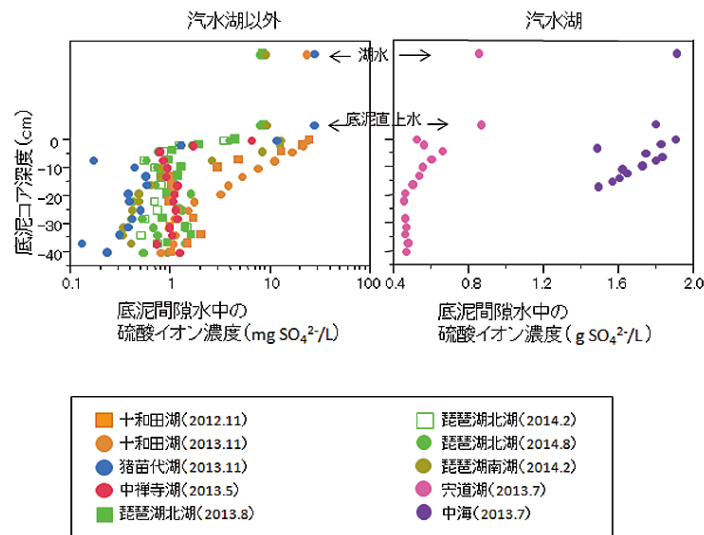 汽水湖以外
汽水湖
湖水
底泥直上水
底泥コア深度(cm)
0
-10
-20
-30
-40
0.1
1
10
100
0.4
0.8
1.2
1.6
2.0
底泥間隙水中の
硫酸イオン濃度(mg SO₄²⁻/L)
底泥間隙水中の
硫酸イオン濃度(g SO₄²⁻/L)
十和田湖(2012.11)
十和田湖(2013.11)
猪苗代湖(2013.11)
中禅寺湖(2013.5)
琵琶湖北湖(2013.8)
琵琶湖北湖(2014.2)
琵琶湖北湖(2014.8)
琵琶湖南湖(2014.2)
宍道湖(2013.7)
中海(2013.7)